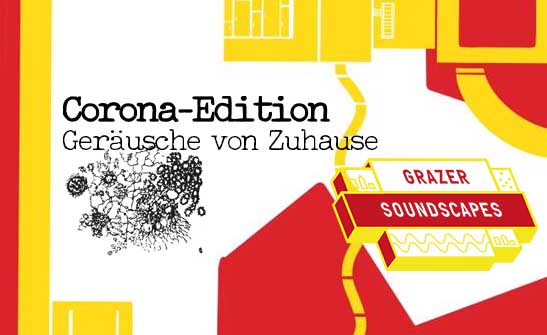 Corona-Edition
Geräusche von Zuhause
GRAZER
SOUNDSCAPES